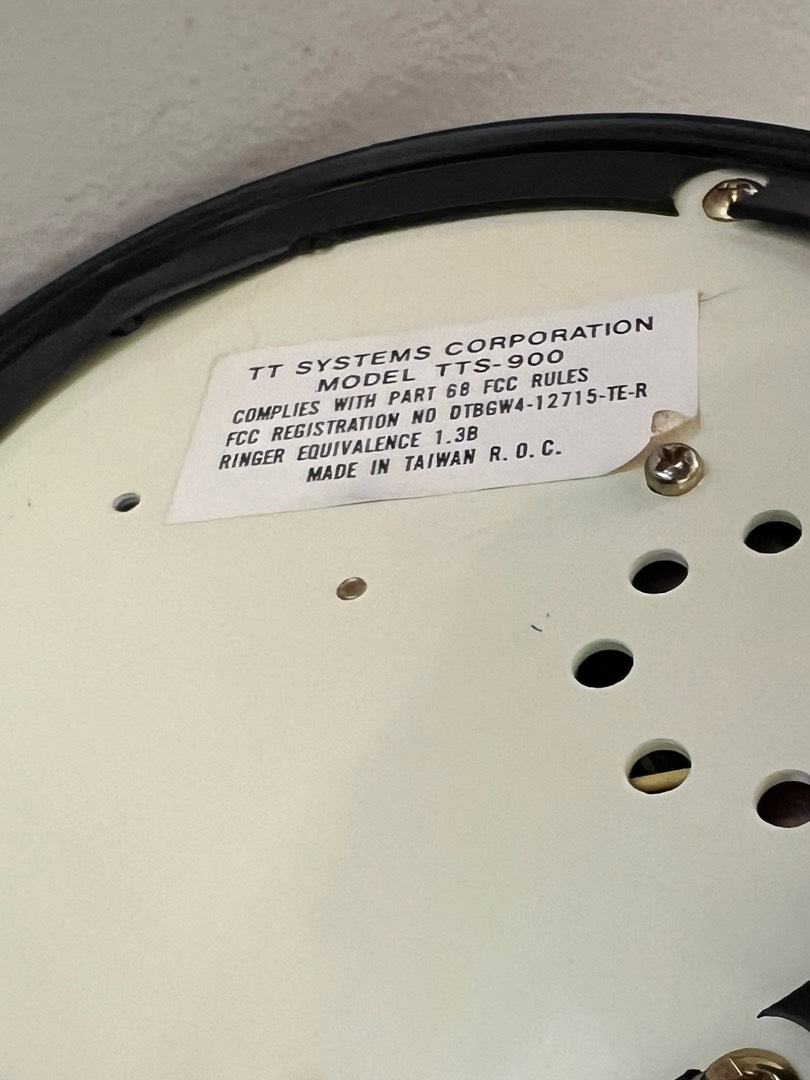 TT SYSTEMS CORPORATION
MODEL TTS-900
COMPLIES WITH PART 68 FCC RULES
FCC REGISTRATION NO DTBGW4-12715-TE-R
RINGER EQUIVALENCE 1.3B
MADE IN TAIWAN R.O.C.